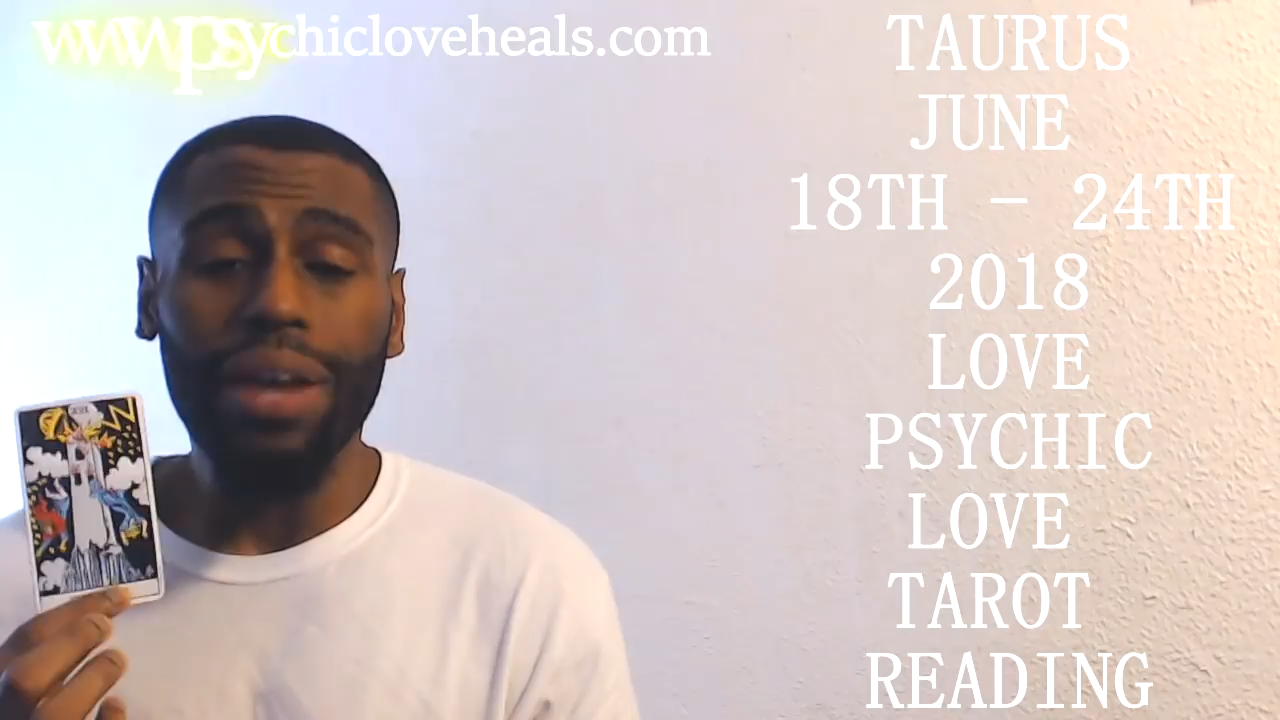 www.psychicloveheals.com
TAURUS
JUNE
18TH - 24TH
2018
LOVE
PSYCHIC
LOVE
TAROT
READING